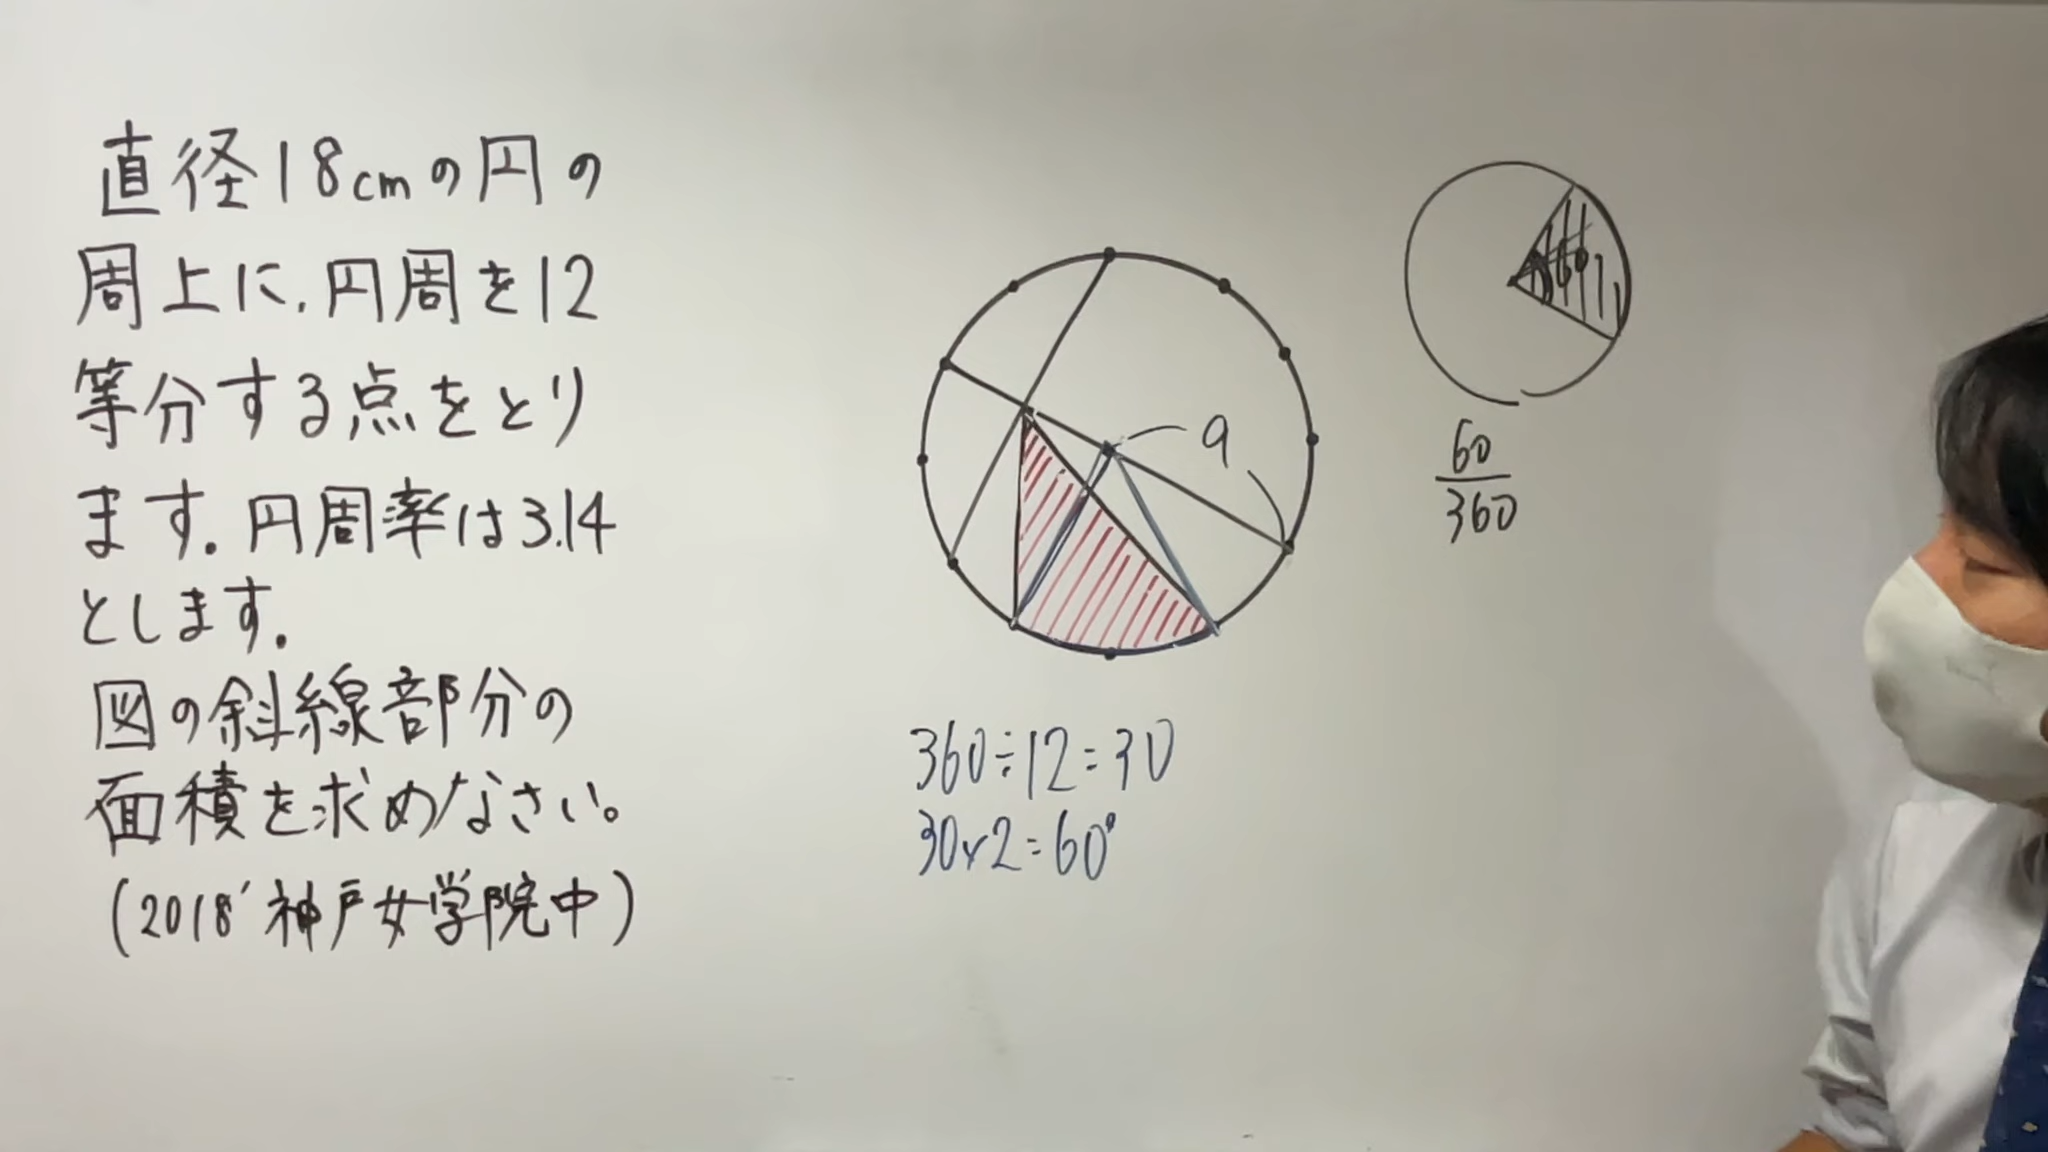 直径18cmの円の
周上に、円周を12
等分する点をとり
ます。円周率は3.14
とします。
図の斜線部分の
面積を求めなさい。
(2018'神戸女学院中)
9
360÷12=30
30×2=60°
60
60
360